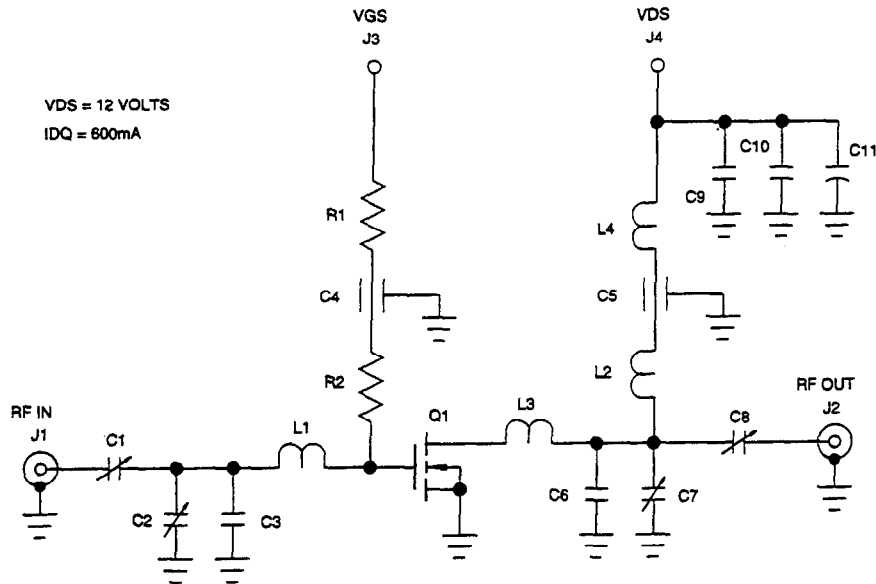 VGS
J3
VDS
J4
VDS = 12 VOLTS
IDQ = 600mA
C10
C11
C9
R1
L4
C4
C5
R2
L2
RF IN
J1
C1
L1
Q1
L3
C8
RF OUT
J2
C2
C3
C6
C7